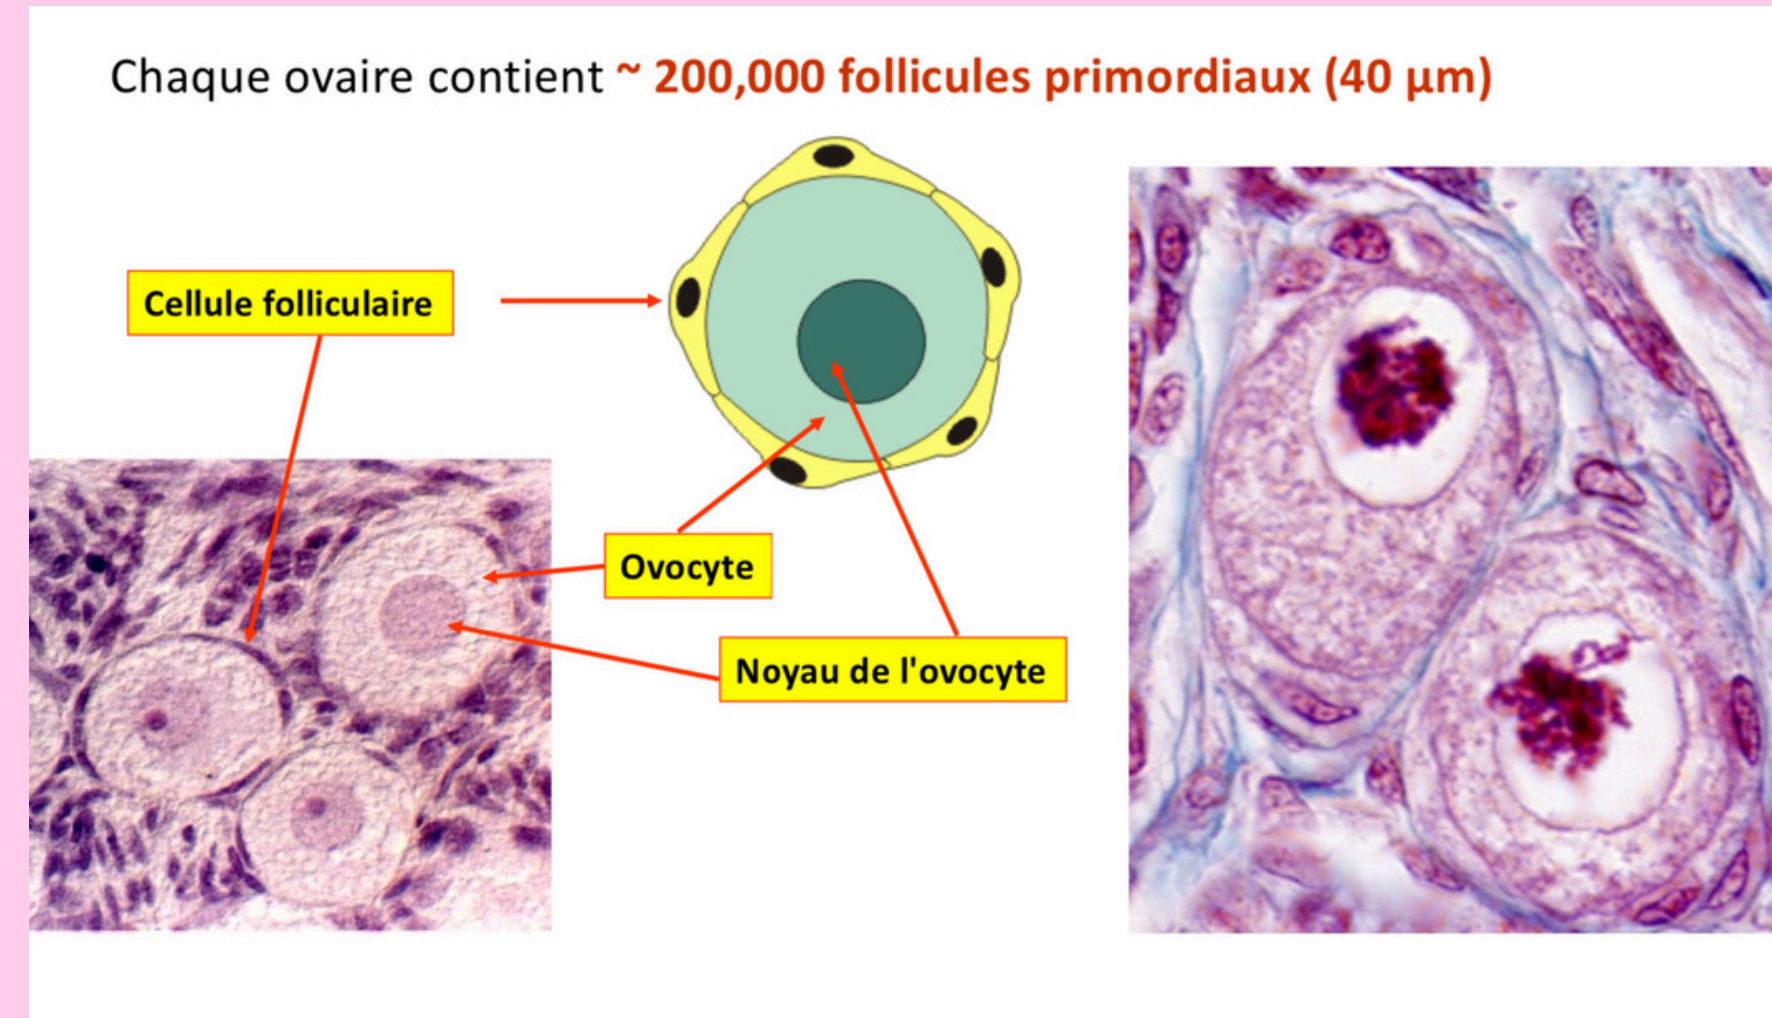 Chaque ovaire contient ~ 200,000 follicules primordiaux (40 µm)
Cellule folliculaire
Ovocyte
Noyau de l'ovocyte